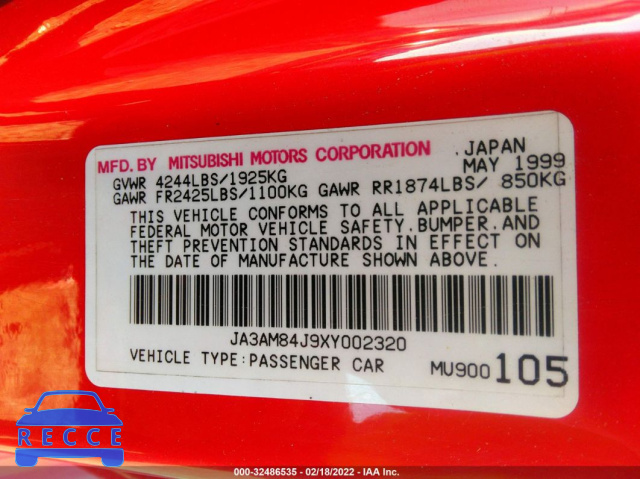 MFD.BY MITSUBISHI MOTORS CORPORATION .JAPAN
GVWR 4244LBS/1925KG MAY 1999
GAWR FR2425LBS/1100KG GAWR RR1874LBS/ 850KG
THIS VEHICLE CONFORMS TO ALL APPLICABLE
FEDERAL MOTOR VEHICLE SAFETY,BUMPER,AND
THEFT PREVENTION STANDARDS IN EFFECT ON
THE DATE OF MANUFACTURE SHOWN ABOVE.
JA3AM84J9XY002320
VEHICLE TYPE:PASSENGER CAR MU900105
RECCE
000-32486535 - 02/18/2022 - IAA Inc.